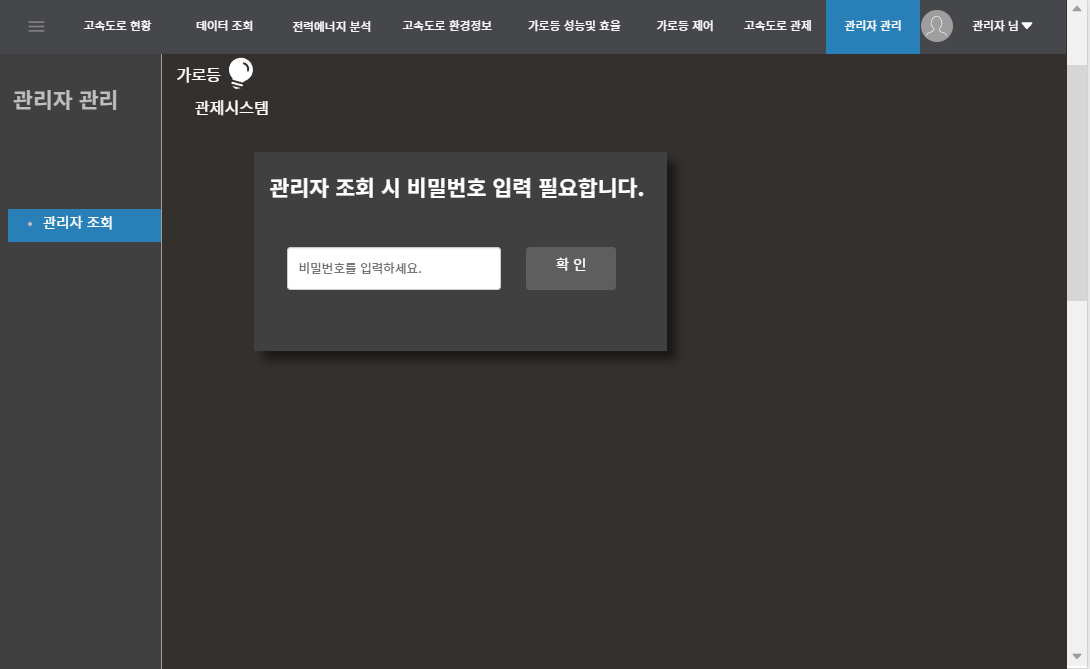 고속도로 현황 데이터 조회 전력에너지 분석 고속도로 환경정보 가로등 성능및 효율 가로등 제어 고속도로 관제 관리자 관리 관리자 님
관리자 관리
관리자 조회
가로등
관제시스템
관리자 조회 시 비밀번호 입력 필요합니다.
비밀번호를 입력하세요. 확 인